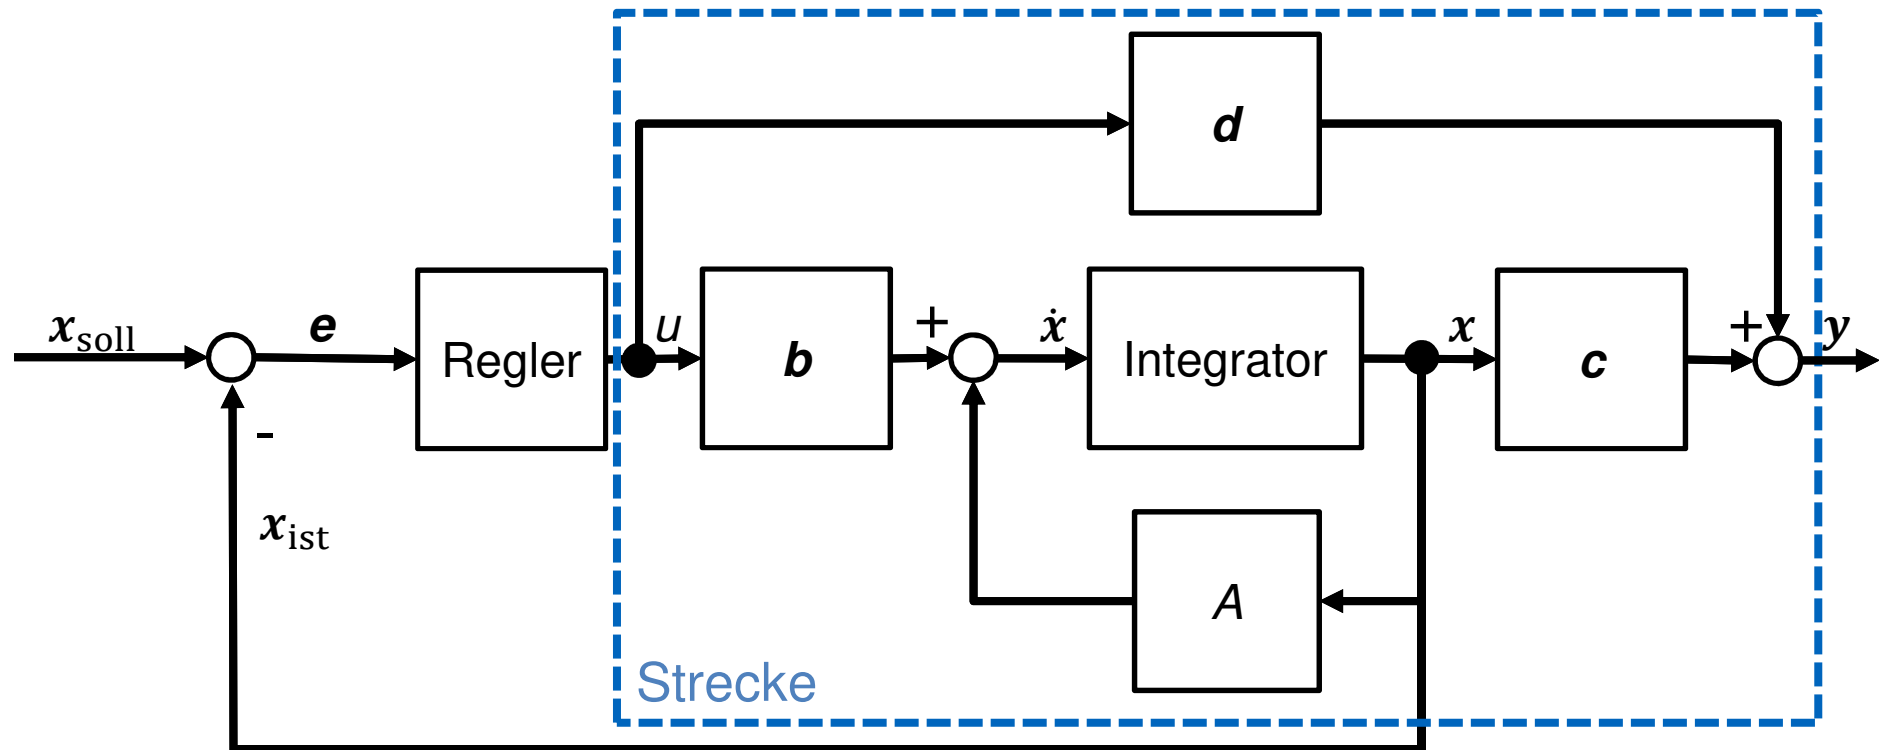 d
x_soll
e
Regler
u
b
+
ẋ
Integrator
x
c
+
y
-
x_ist
A
Strecke